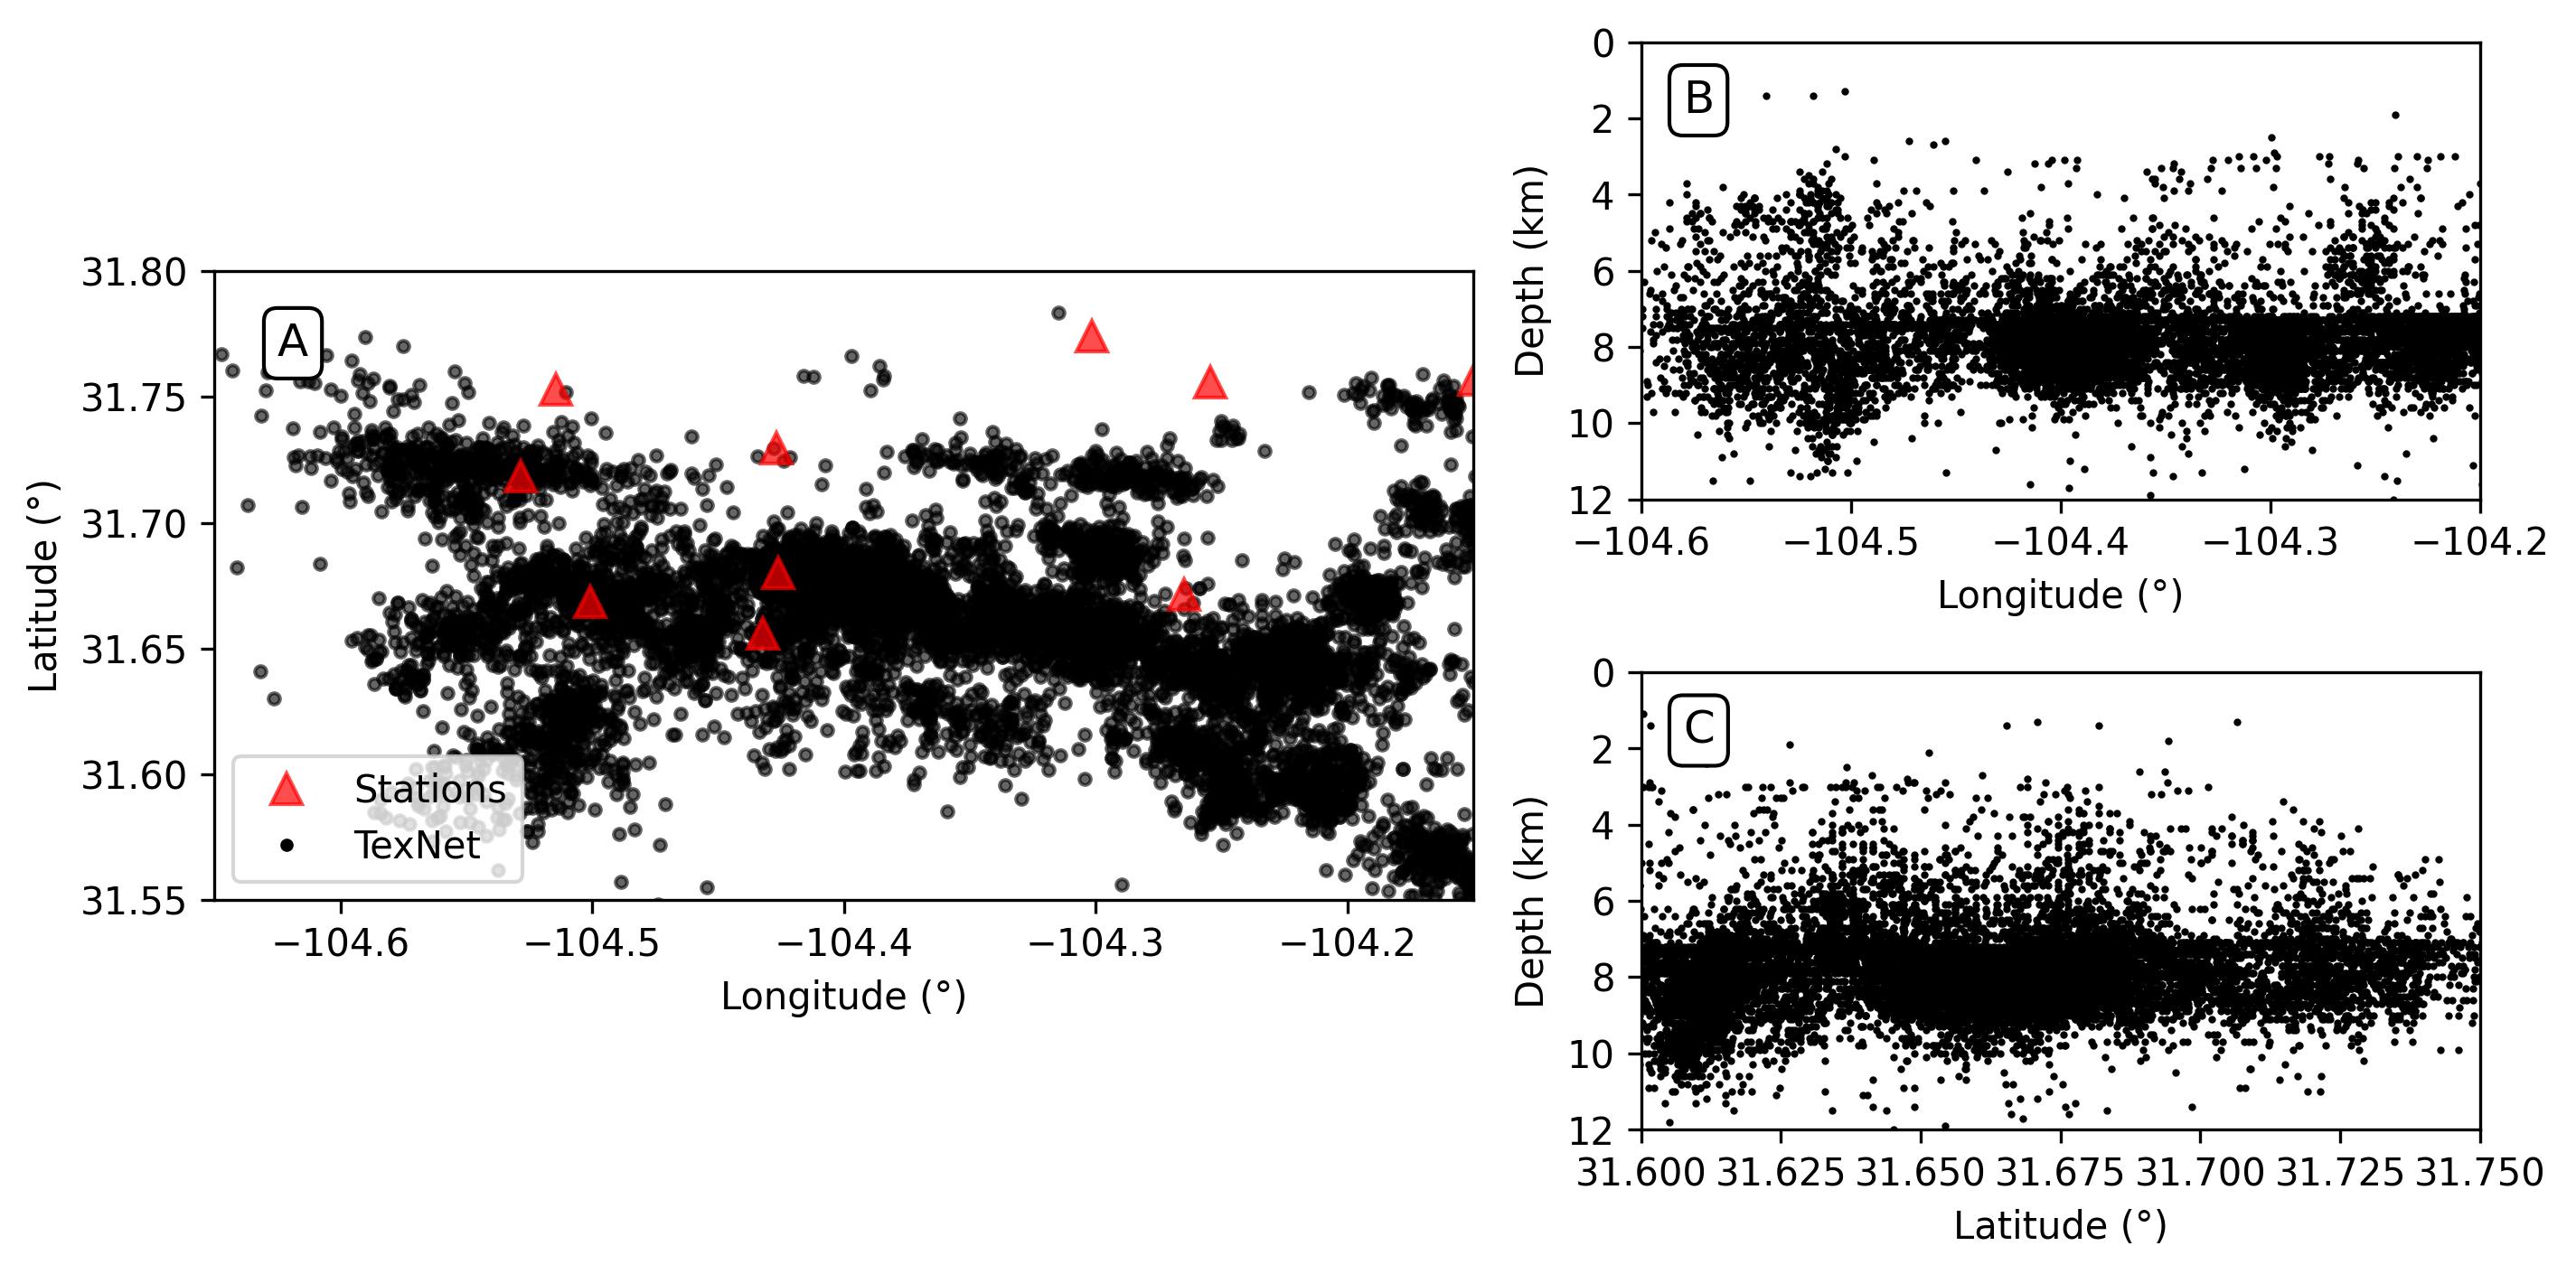 A
31.80
31.75
31.70
31.65
31.60
31.55
Latitude (°)
Stations
TexNet
−104.6 −104.5 −104.4 −104.3 −104.2
Longitude (°)
B
0
2
4
6
8
10
12
Depth (km)
−104.6 −104.5 −104.4 −104.3 −104.2
Longitude (°)
C
0
2
4
6
8
10
12
Depth (km)
31.600 31.625 31.650 31.675 31.700 31.725 31.750
Latitude (°)